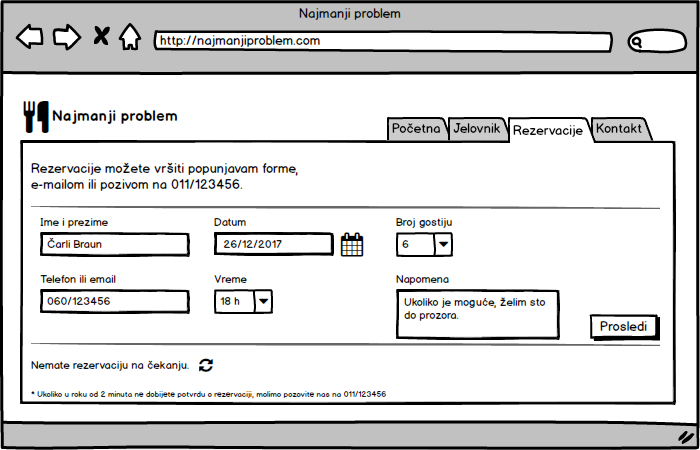 Najmanji problem
http://najmanjiproblem.com
Najmanji problem
Početna Jelovnik Rezervacije Kontakt
Rezervacije možete vršiti popunjavam forme,
e-mailom ili pozivom na 011/123456.
Ime i prezime Datum Broj gostiju
Čarli Braun 26/12/2017 6
Telefon ili email Vreme Napomena
060/123456 18 h Ukoliko je moguće, želim sto
do prozora.
Prosledi
Nemate rezervaciju na čekanju.
* Ukoliko u roku od 2 minuta ne dobijete potvrdu o rezervaciji, molimo pozovite nas na 011/123456